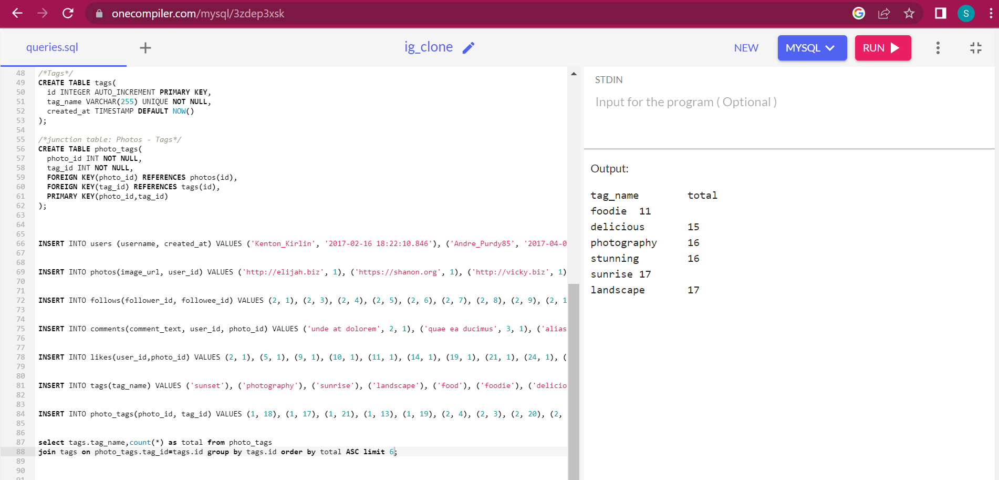 onecompiler.com/mysql/3zdep3xsk
S
queries.sql
+
ig_clone
NEW
MYSQL
RUN
48 /*Tags*/
49 CREATE TABLE tags(
50   id INTEGER AUTO_INCREMENT PRIMARY KEY,
51   tag_name VARCHAR(255) UNIQUE NOT NULL,
52   created_at TIMESTAMP DEFAULT NOW()
53 );
54
55 /*junction table: Photos - Tags*/
56 CREATE TABLE photo_tags(
57   photo_id INT NOT NULL,
58   tag_id INT NOT NULL,
59   FOREIGN KEY(photo_id) REFERENCES photos(id),
60   FOREIGN KEY(tag_id) REFERENCES tags(id),
61   PRIMARY KEY(photo_id,tag_id)
62 );
63
64
65
66 INSERT INTO users (username, created_at) VALUES ('Kenton_Kirlin', '2017-02-16 18:22:10.846'), ('Andre_Purdy85', '2017-04-0
67
68
69 INSERT INTO photos(image_url, user_id) VALUES ('http://elijah.biz', 1), ('https://shanon.org', 1), ('http://vicky.biz', 1)
70
71
72 INSERT INTO follows(follower_id, followee_id) VALUES (2, 1), (2, 3), (2, 4), (2, 5), (2, 6), (2, 7), (2, 8), (2, 9), (2, 1
73
74
75 INSERT INTO comments(comment_text, user_id, photo_id) VALUES ('unde at dolorem', 2, 1), ('quae ea ducimus', 3, 1), ('alias
76
77
78 INSERT INTO likes(user_id,photo_id) VALUES (2, 1), (5, 1), (9, 1), (10, 1), (11, 1), (14, 1), (19, 1), (21, 1), (24, 1), (
79
80
81 INSERT INTO tags(tag_name) VALUES ('sunset'), ('photography'), ('sunrise'), ('landscape'), ('food'), ('foodie'), ('delicio
82
83
84 INSERT INTO photo_tags(photo_id, tag_id) VALUES (1, 18), (1, 17), (1, 21), (1, 13), (1, 19), (2, 4), (2, 3), (2, 20), (2,
85
86
87 select tags.tag_name,count(*) as total from photo_tags
88 join tags on photo_tags.tag_id=tags.id group by tags.id order by total ASC limit 6;
89
90
91
STDIN
Input for the program ( Optional )
Output:
tag_name total
foodie 11
delicious 15
photography 16
stunning 16
sunrise 17
landscape 17